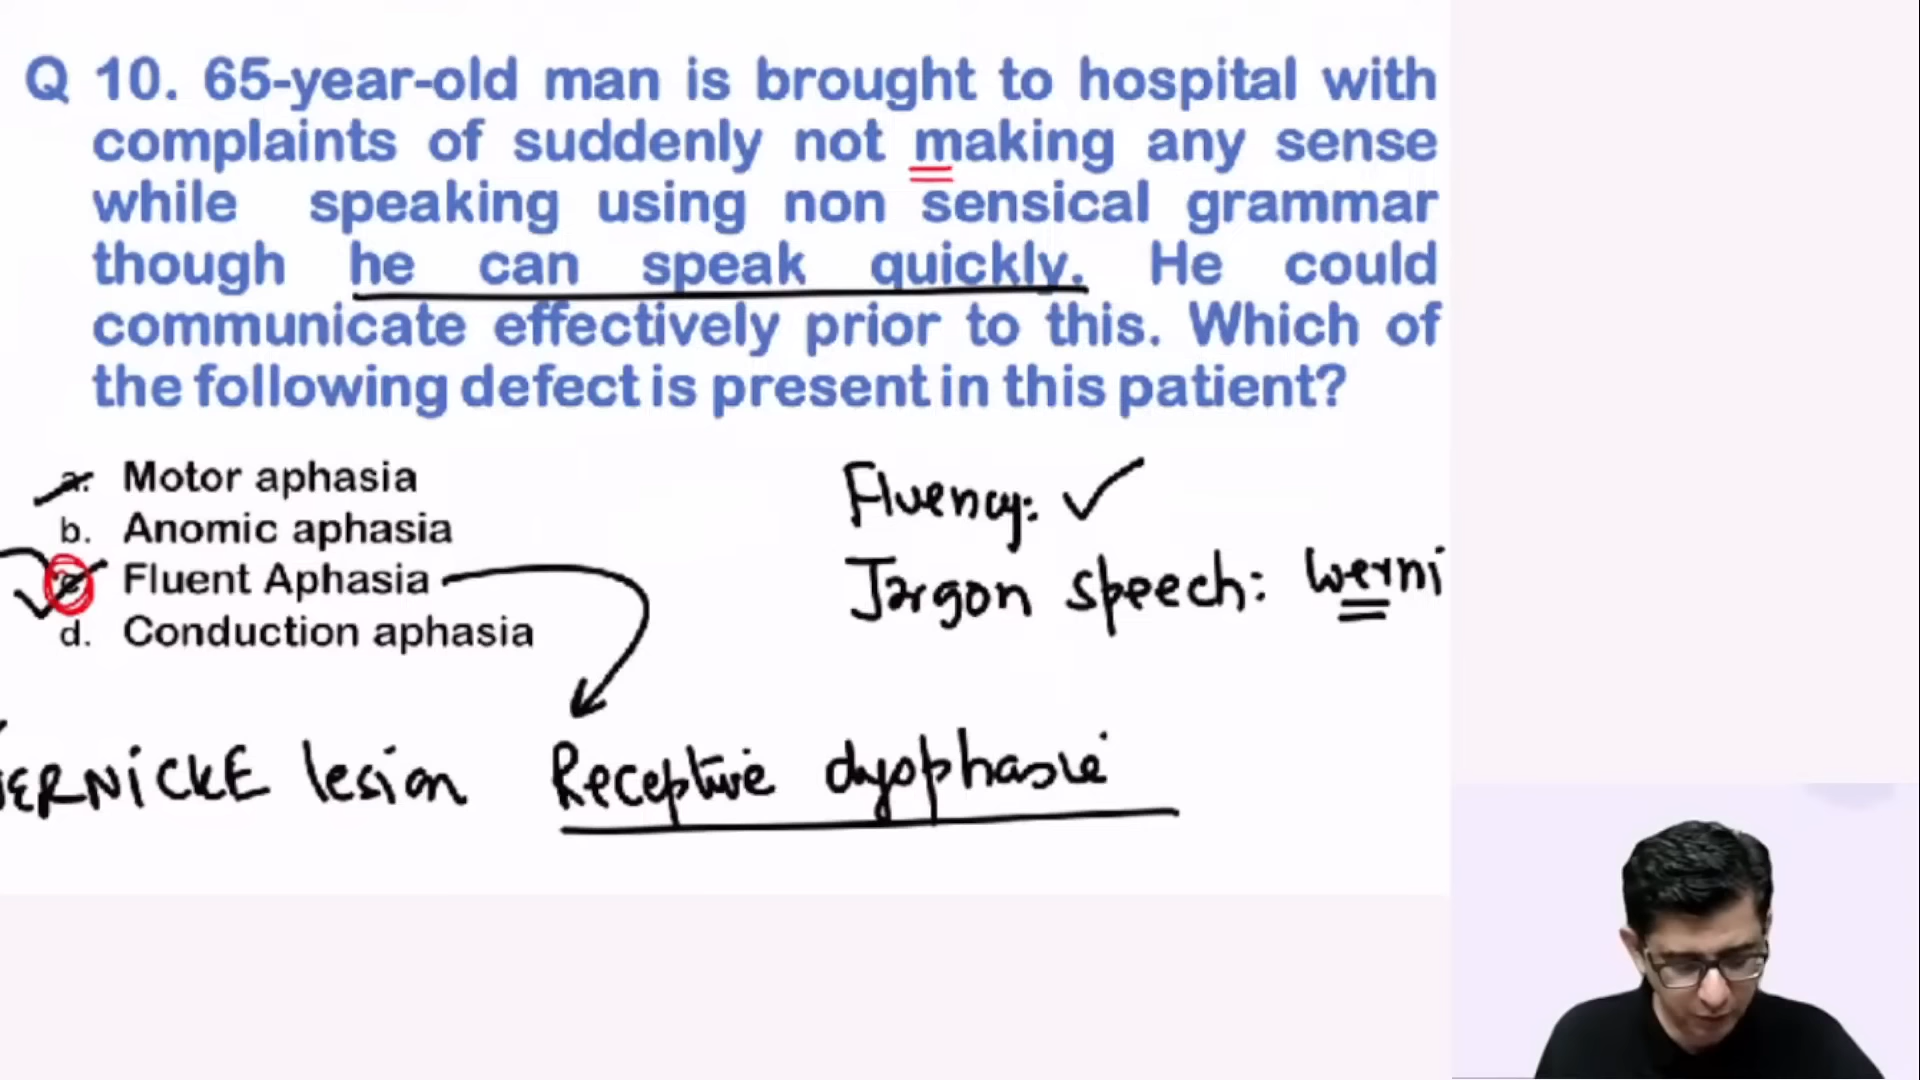 Q 10. 65-year-old man is brought to hospital with
complaints of suddenly not making any sense
while speaking using non sensical grammar
though he can speak quickly. He could
communicate effectively prior to this. Which of
the following defect is present in this patient?
a. Motor aphasia
b. Anomic aphasia
c. Fluent Aphasia
d. Conduction aphasia
Fluency: ✓
Jargon speech: werni
WERNiCKE lesion Receptive dysphasia